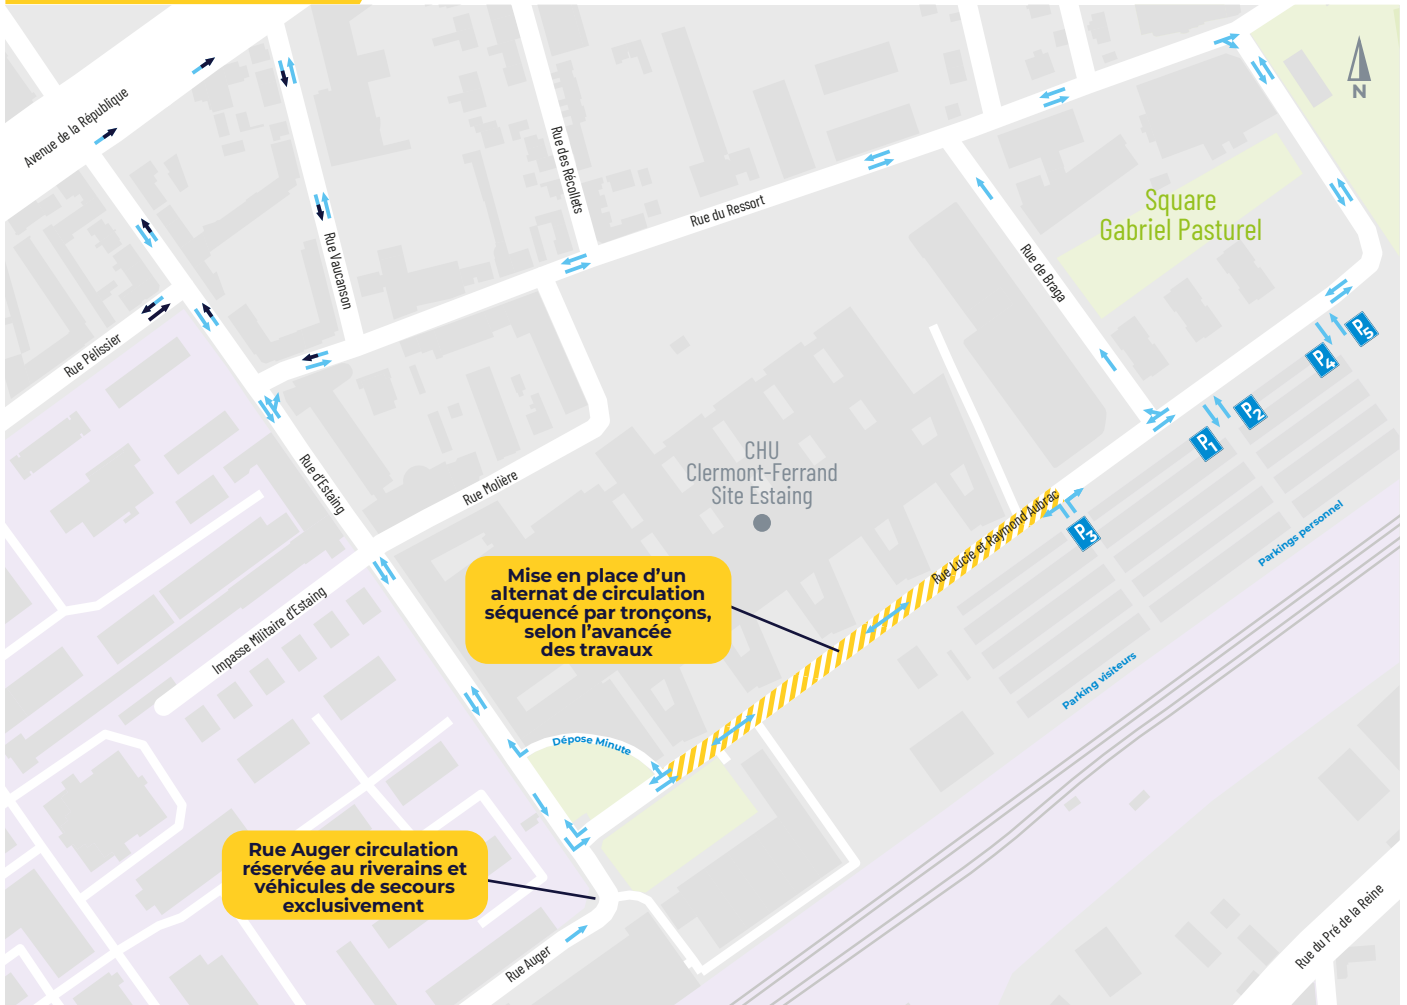 Avenue de la République
N
Rue des Récollets
Rue du Ressort
Square
Gabriel Pasturel
Rue Vaucanson
Rue de Braga
Rue Pélissier
P5
P4
P2
P1
CHU
Clermont-Ferrand
Site Estaing
Rue d'Estaing
Rue Molière
Rue Lucie et Raymond Aubrac
P3
Parkings personnel
Mise en place d'un
alternat de circulation
séquencé par tronçons,
selon l'avancée
des travaux
Impasse Militaire d'Estaing
Parking visiteurs
Dépose Minute
Rue Auger circulation
réservée au riverains et
véhicules de secours
exclusivement
Rue Auger
Rue du Pré de la Reine